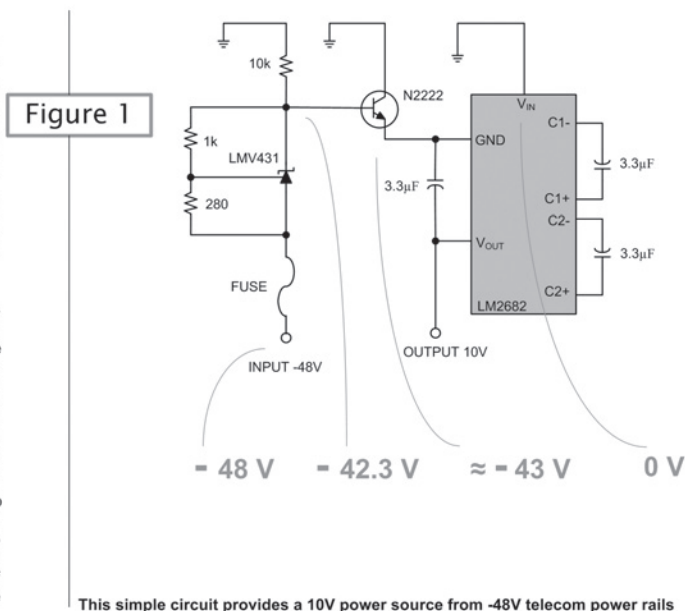 Figure 1
10k
N2222
V_IN
C1-
GND
1k
LMV431
3.3µF
3.3µF
C1+
C2-
280
V_OUT
3.3µF
FUSE
C2+
LM2682
INPUT -48V
OUTPUT 10V
- 48 V
- 42.3 V
≈ - 43 V
0 V
This simple circuit provides a 10V power source from -48V telecom power rails